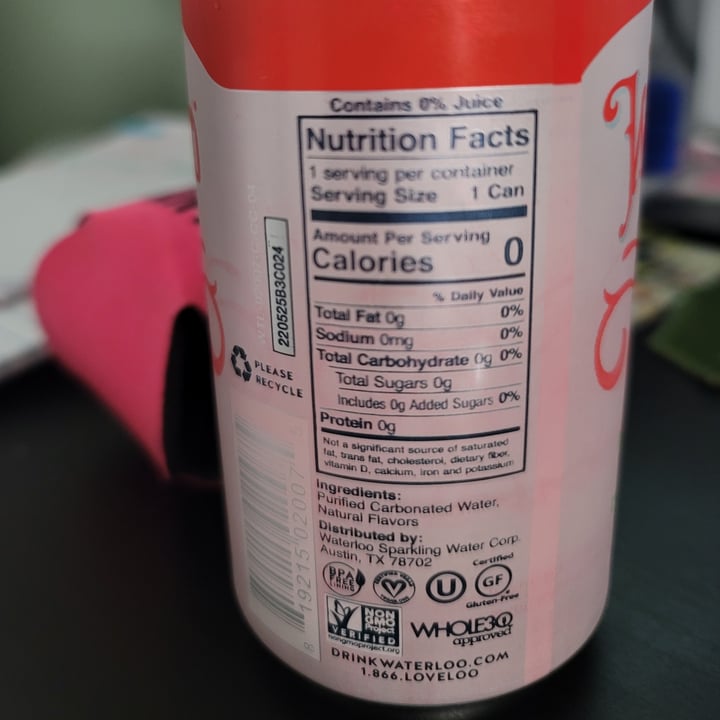 Contains 0% Juice
Nutrition Facts
1 serving per container
Serving Size 1 Can
Amount Per Serving
Calories 0
% Daily Value
Total Fat 0g 0%
Sodium 0mg 0%
Total Carbohydrate 0g 0%
Total Sugars 0g
Includes 0g Added Sugars 0%
Protein 0g
Not a significant source of saturated
fat, trans fat, cholesterol, dietary fiber,
vitamin D, calcium, iron and potassium
Ingredients:
Purified Carbonated Water,
Natural Flavors
Distributed by:
Waterloo Sparkling Water Corp.
Austin, TX 78702
BPA
FREE
LINING
CERTIFIED VEGAN
U
Certified
GF
Gluten-Free
NON
GMO
Project
VERIFIED
nongmoproject.org
WHOLE30
approved
DRINKWATERLOO.COM
1.866.LOVELOO
220525B3C024
PLEASE
RECYCLE